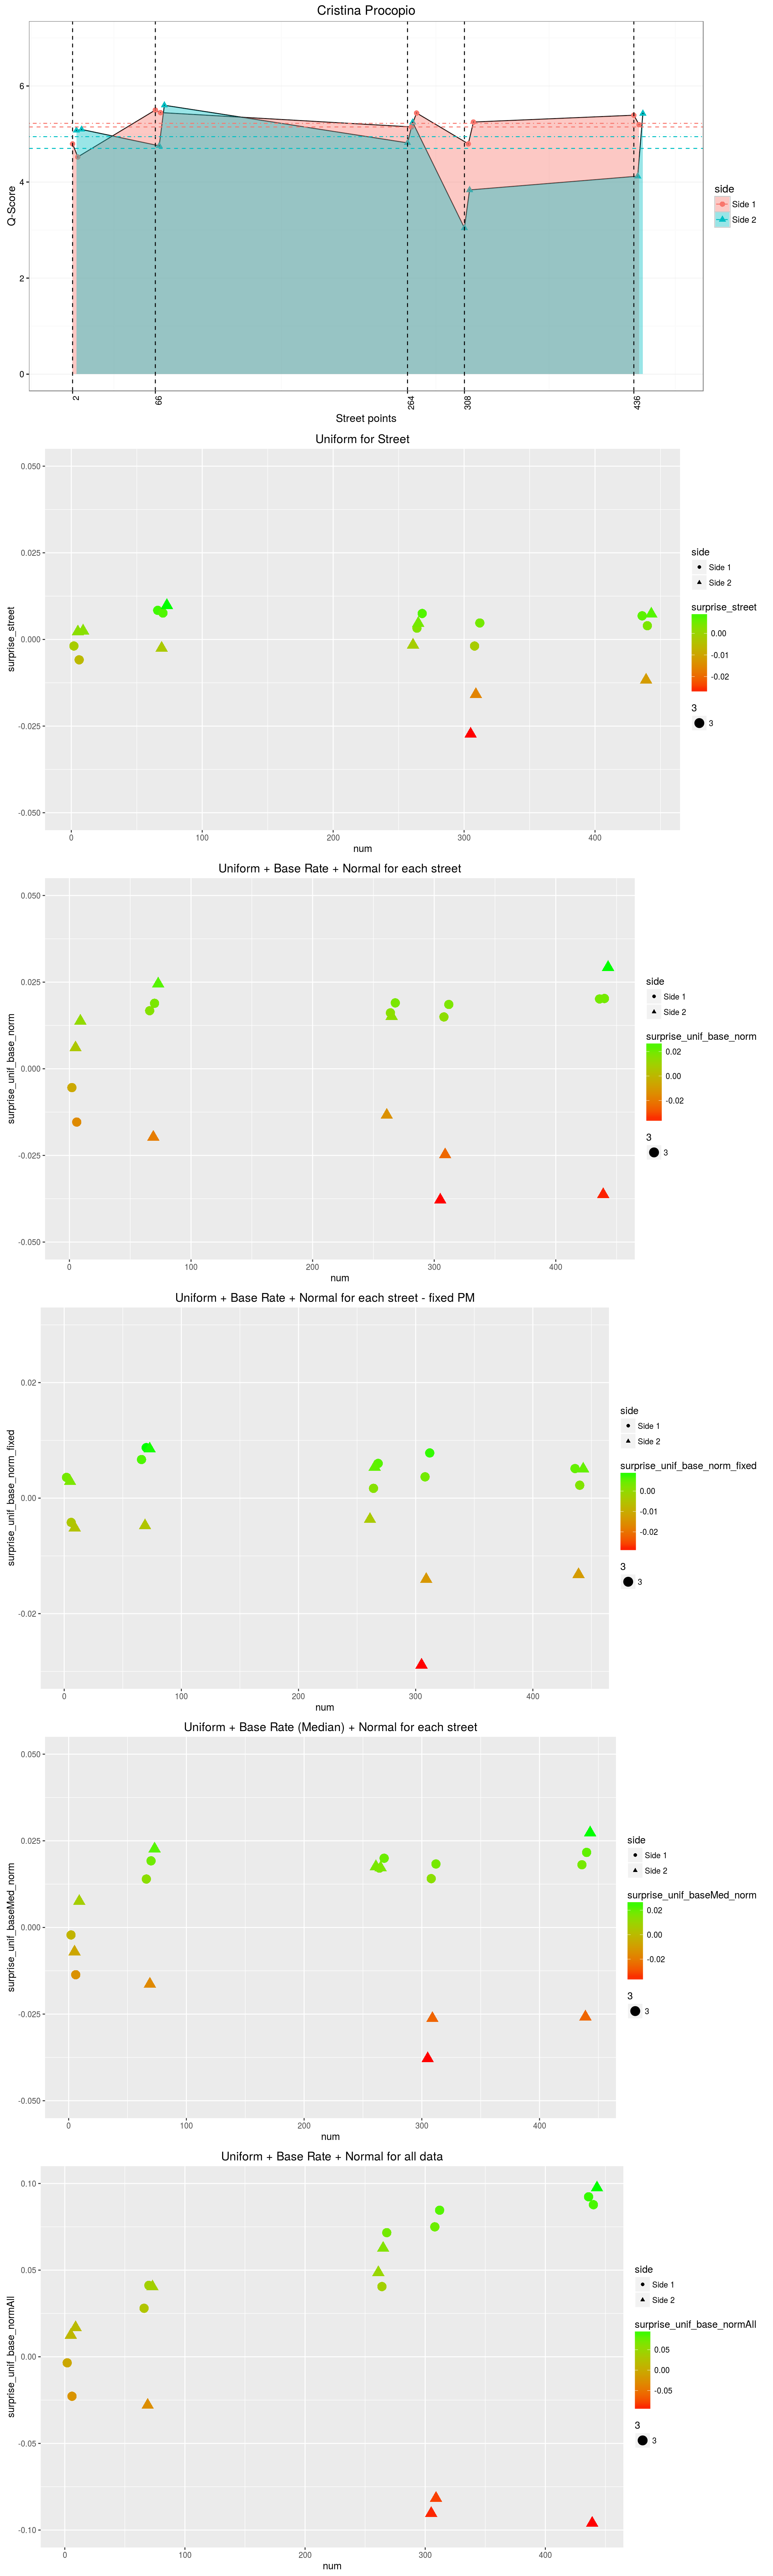 Cristina Procopio
6
4
2
0
Q-Score
2
66
264
308
436
Street points
side
Side 1
Side 2
Uniform for Street
0.050
0.025
0.000
-0.025
-0.050
surprise_street
0
100
200
300
400
num
side
Side 1
Side 2
surprise_street
0.00
-0.01
-0.02
3
3
Uniform + Base Rate + Normal for each street
0.050
0.025
0.000
-0.025
-0.050
surprise_unif_base_norm
0
100
200
300
400
num
side
Side 1
Side 2
surprise_unif_base_norm
0.02
0.00
-0.02
3
3
Uniform + Base Rate + Normal for each street - fixed PM
0.02
0.00
-0.02
surprise_unif_base_norm_fixed
0
100
200
300
400
num
side
Side 1
Side 2
surprise_unif_base_norm_fixed
0.00
-0.01
-0.02
3
3
Uniform + Base Rate (Median) + Normal for each street
0.050
0.025
0.000
-0.025
-0.050
surprise_unif_baseMed_norm
0
100
200
300
400
num
side
Side 1
Side 2
surprise_unif_baseMed_norm
0.02
0.00
-0.02
3
3
Uniform + Base Rate + Normal for all data
0.10
0.05
0.00
-0.05
-0.10
surprise_unif_base_normAll
0
100
200
300
400
num
side
Side 1
Side 2
surprise_unif_base_normAll
0.05
0.00
-0.05
3
3